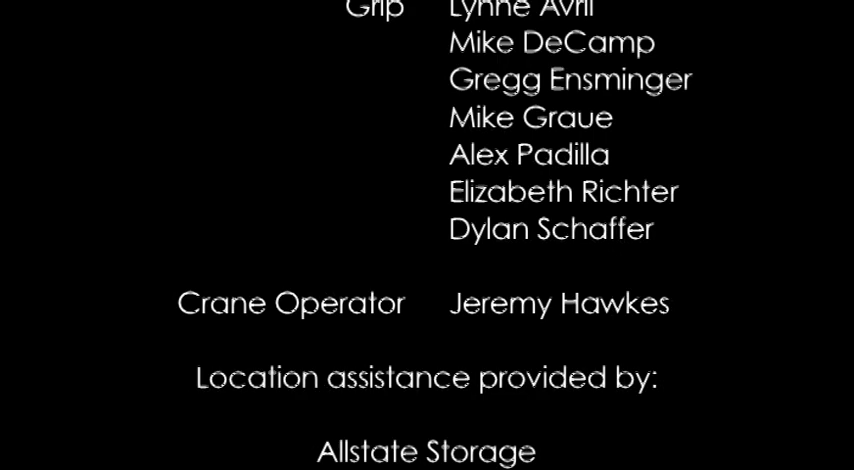 Grip Lynne Avril
Mike DeCamp
Gregg Ensminger
Mike Graue
Alex Padilla
Elizabeth Richter
Dylan Schaffer
Crane Operator Jeremy Hawkes
Location assistance provided by:
Allstate Storage